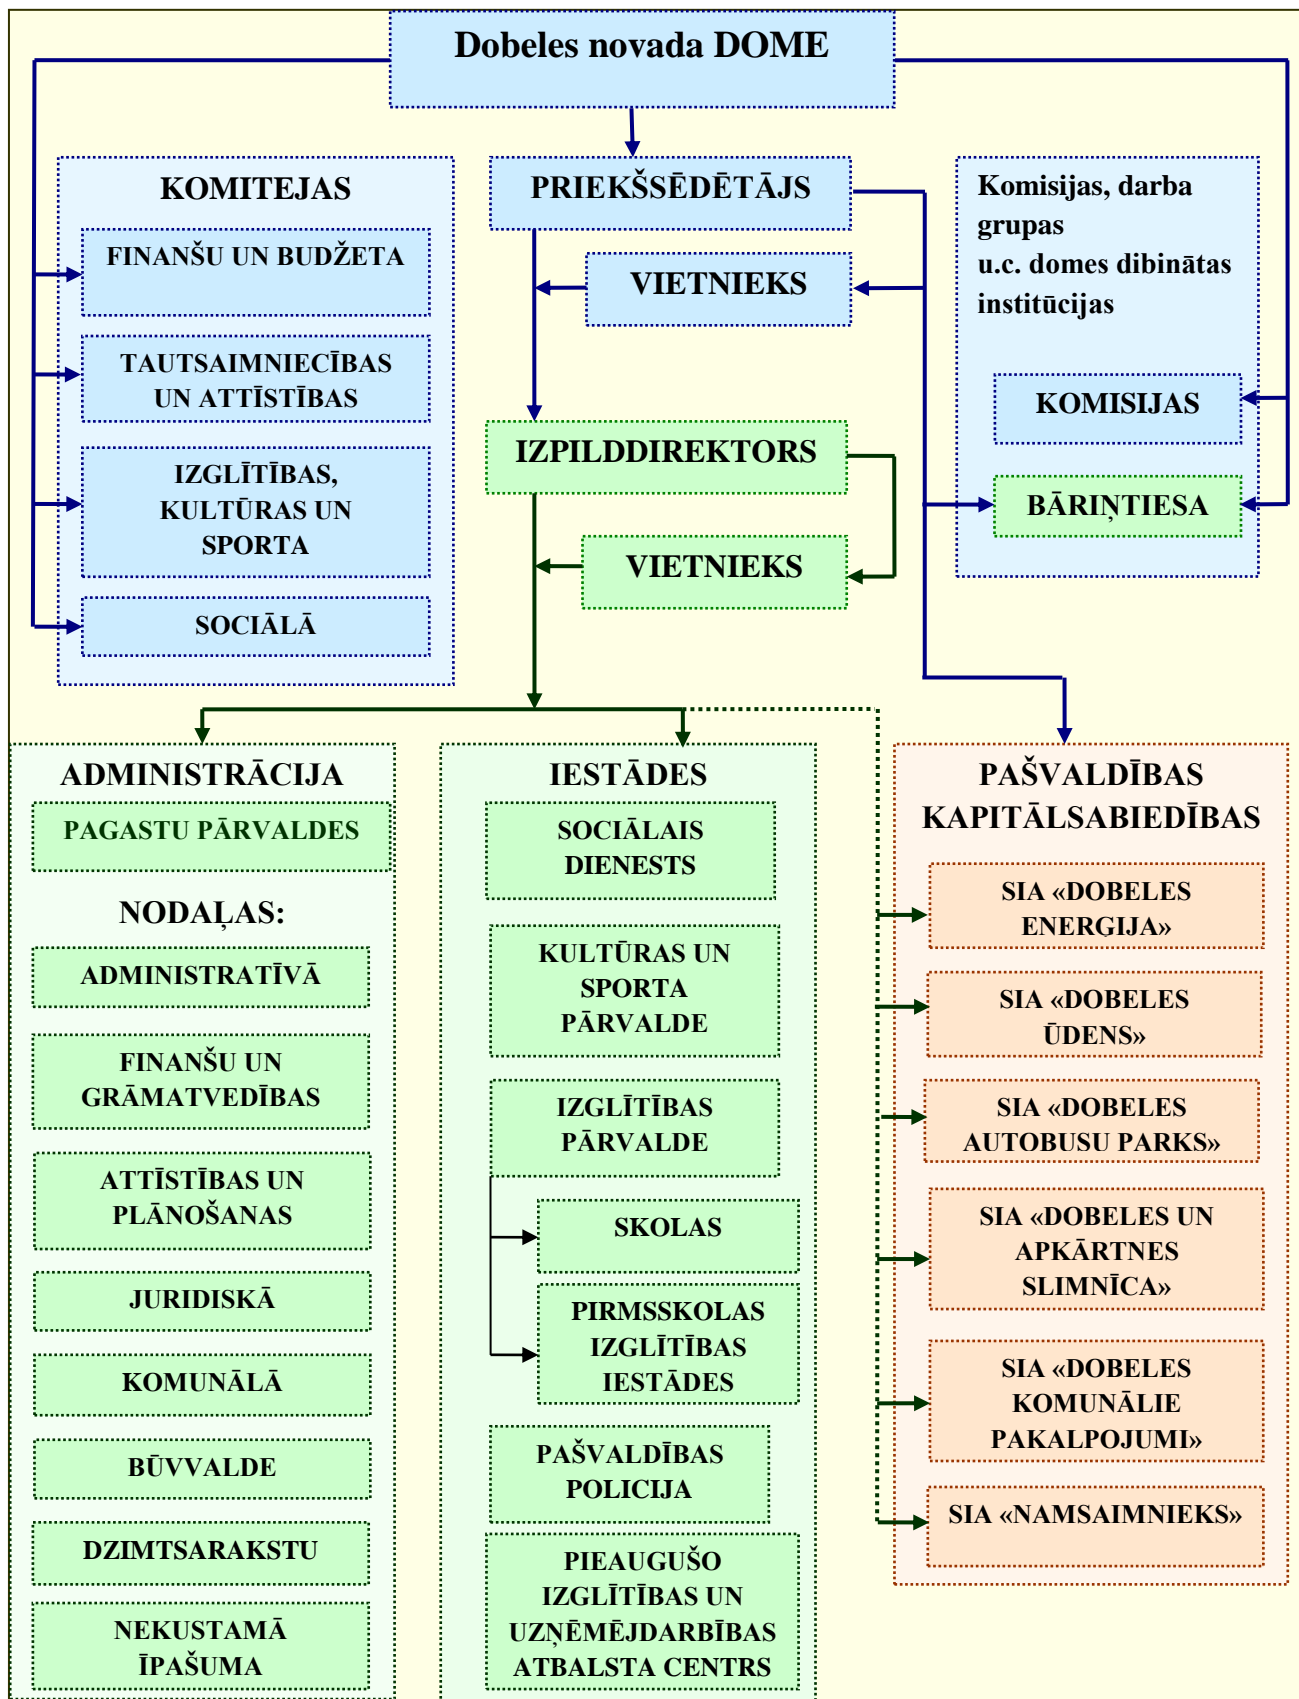 Dobeles novada DOME
KOMITEJAS
FINANŠU UN BUDŽETA
TAUTSAIMNIECĪBAS
UN ATTĪSTĪBAS
IZGLĪTĪBAS,
KULTŪRAS UN
SPORTA
SOCIĀLĀ
PRIEKŠSĒDĒTĀJS
VIETNIEKS
IZPILDDIREKTORS
VIETNIEKS
Komisijas, darba
grupas
u.c. domes dibinātas
institūcijas
KOMISIJAS
BĀRIŅTIESA
ADMINISTRĀCIJA
PAGASTU PĀRVALDES
NODAĻAS:
ADMINISTRATĪVĀ
FINANŠU UN
GRĀMATVEDĪBAS
ATTĪSTĪBAS UN
PLĀNOŠANAS
JURIDISKĀ
KOMUNĀLĀ
BŪVVALDE
DZIMTSARAKSTU
NEKUSTAMĀ
ĪPAŠUMA
IESTĀDES
SOCIĀLAIS
DIENESTS
KULTŪRAS UN
SPORTA
PĀRVALDE
IZGLĪTĪBAS
PĀRVALDE
SKOLAS
PIRMSSKOLAS
IZGLĪTĪBAS
IESTĀDES
PAŠVALDĪBAS
POLICIJA
PIEAUGUŠO
IZGLĪTĪBAS UN
UZŅĒMĒJDARBĪBAS
ATBALSTA CENTRS
PAŠVALDĪBAS
KAPITĀLSABIEDĪBAS
SIA «DOBELES
ENERĢIJA»
SIA «DOBELES
ŪDENS»
SIA «DOBELES
AUTOBUSU PARKS»
SIA «DOBELES UN
APKĀRTNES
SLIMNĪCA»
SIA «DOBELES
KOMUNĀLIE
PAKALPOJUMI»
SIA «NAMSAIMNIEKS»